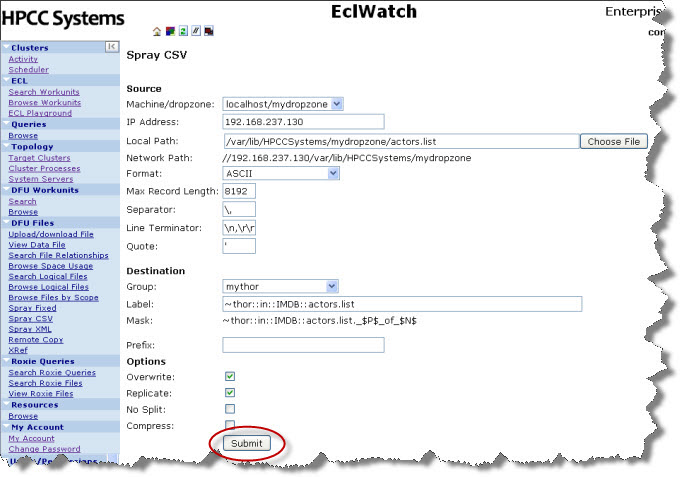 HPCC Systems
EclWatch
Enterpris
Clusters
Activity
Scheduler
ECL
Search Workunits
Browse Workunits
ECL Playground
Queries
Browse
Topology
Target Clusters
Cluster Processes
System Servers
DFU Workunits
Search
Browse
DFU Files
Upload/download File
View Data File
Search File Relationships
Browse Space Usage
Search Logical Files
Browse Logical Files
Browse Files by Scope
Spray Fixed
Spray CSV
Spray XML
Remote Copy
XRef
Roxie Queries
Search Roxie Queries
Search Roxie Files
View Roxie Files
Resources
Browse
My Account
My Account
Change Password
con
Spray CSV
Source
Machine/dropzone: localhost/mydropzone
IP Address: 192.168.237.130
Local Path: /var/lib/HPCCSystems/mydropzone/actors.list Choose File
Network Path: //192.168.237.130/var/lib/HPCCSystems/mydropzone
Format: ASCII
Max Record Length: 8192
Separator: \,
Line Terminator: \n,\r\r
Quote: '
Destination
Group: mythor
Label: ~thor::in::IMDB::actors.list
Mask: ~thor::in::IMDB::actors.list._$P$_of_$N$
Prefix:
Options
Overwrite:
Replicate:
No Split:
Compress:
Submit